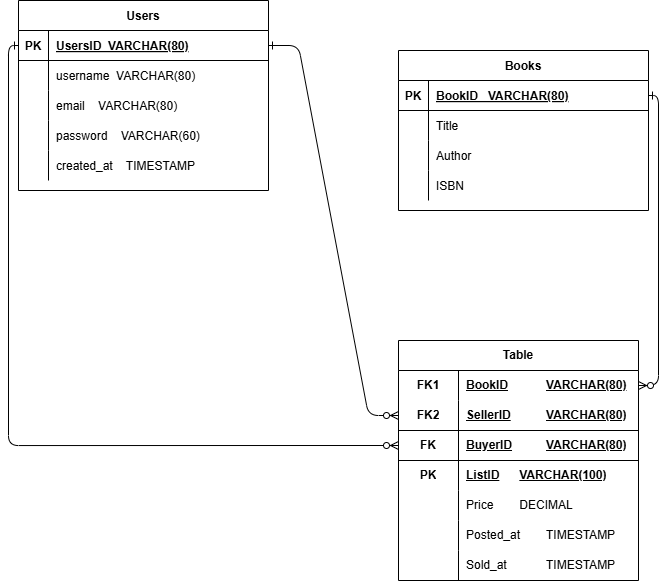 Users
PK UsersID VARCHAR(80)
username VARCHAR(80)
email VARCHAR(80)
password VARCHAR(60)
created_at TIMESTAMP
Books
PK BookID VARCHAR(80)
Title
Author
ISBN
Table
FK1 BookID VARCHAR(80)
FK2 SellerID VARCHAR(80)
FK BuyerID VARCHAR(80)
PK ListID VARCHAR(100)
Price DECIMAL
Posted_at TIMESTAMP
Sold_at TIMESTAMP